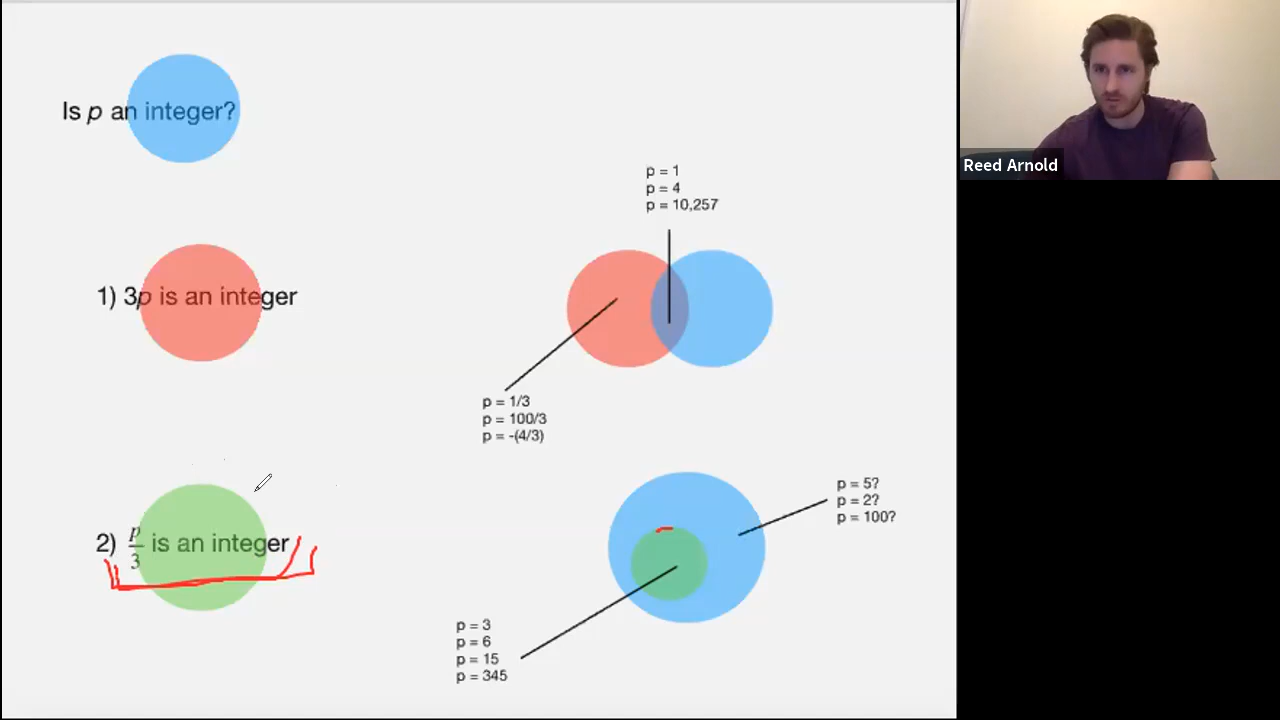 Is p an integer?
Reed Arnold
p = 1
p = 4
p = 10,257
1) 3p is an integer
p = 1/3
p = 100/3
p = -(4/3)
2) p/3 is an integer
p = 5?
p = 2?
p = 100?
p = 3
p = 6
p = 15
p = 345